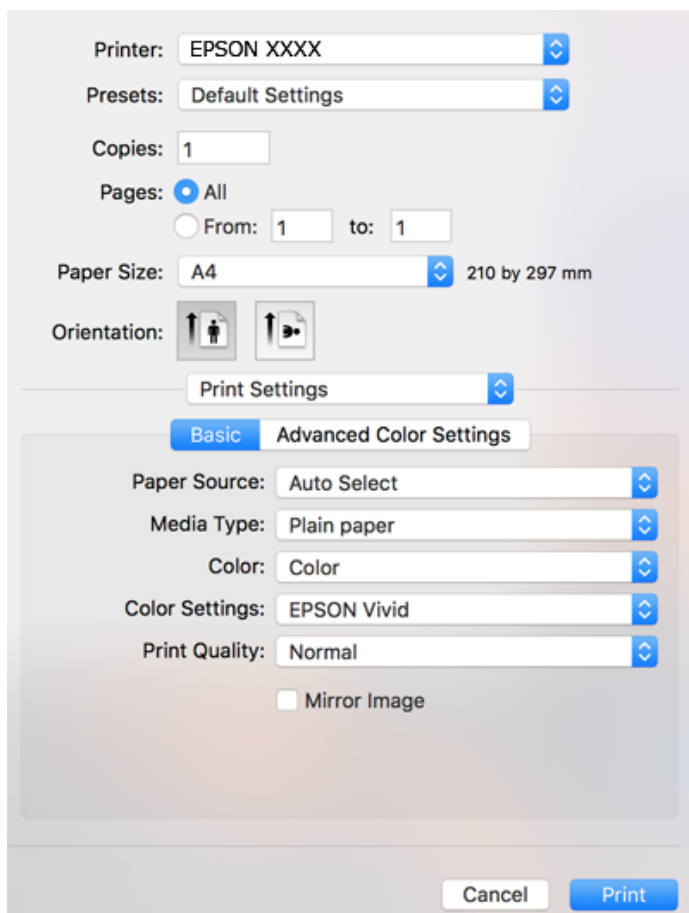 Printer: EPSON XXXX
Presets: Default Settings
Copies: 1
Pages: All
From: 1 to: 1
Paper Size: A4 210 by 297 mm
Orientation:
Print Settings
Basic Advanced Color Settings
Paper Source: Auto Select
Media Type: Plain paper
Color: Color
Color Settings: EPSON Vivid
Print Quality: Normal
Mirror Image
Cancel Print